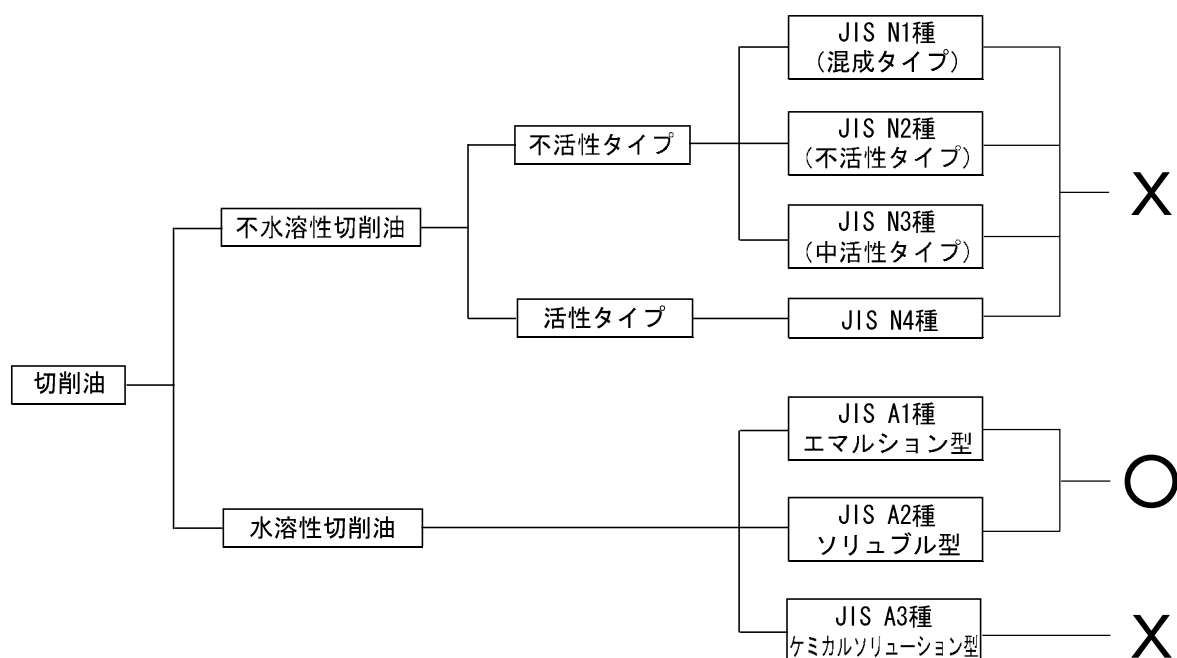 JIS N1種
(混成タイプ)
JIS N2種
(不活性タイプ)
不活性タイプ
X
JIS N3種
(中活性タイプ)
不水溶性切削油
活性タイプ
JIS N4種
切削油
JIS A1種
エマルション型
○
水溶性切削油
JIS A2種
ソリュブル型
JIS A3種
ケミカルソリューション型
X